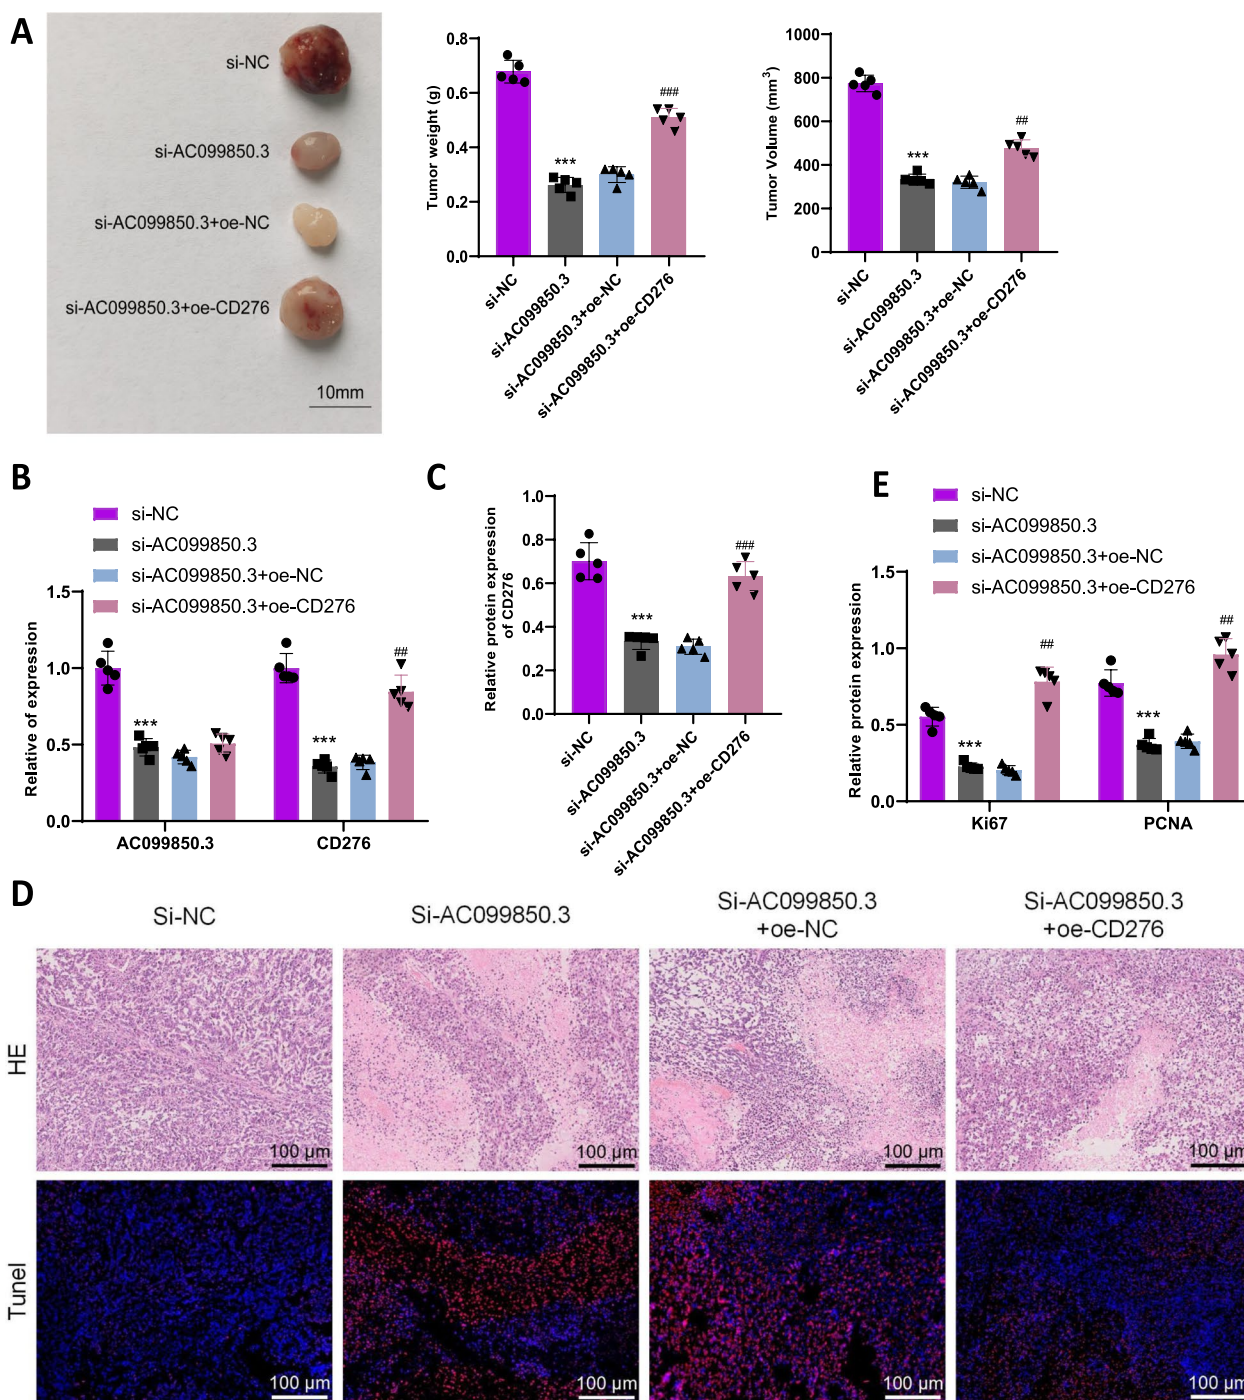 A
si-NC
si-AC099850.3
si-AC099850.3+oe-NC
si-AC099850.3+oe-CD276
10mm
Tumor weight (g)
0.8
0.6
0.4
0.2
0.0
***
###
si-NC
si-AC099850.3
si-AC099850.3+oe-NC
si-AC099850.3+oe-CD276
Tumor Volume (mm³)
1000
800
600
400
200
0
***
##
si-NC
si-AC099850.3
si-AC099850.3+oe-NC
si-AC099850.3+oe-CD276
B
si-NC
si-AC099850.3
si-AC099850.3+oe-NC
si-AC099850.3+oe-CD276
Relative of expression
1.5
1.0
0.5
0.0
***
***
##
AC099850.3
CD276
C
Relative protein expression
of CD276
1.0
0.8
0.6
0.4
0.2
0.0
***
###
si-NC
si-AC099850.3
si-AC099850.3+oe-NC
si-AC099850.3+oe-CD276
E
si-NC
si-AC099850.3
si-AC099850.3+oe-NC
si-AC099850.3+oe-CD276
Relative protein expression
1.5
1.0
0.5
0.0
***
##
***
##
Ki67
PCNA
D
Si-NC
Si-AC099850.3
Si-AC099850.3
+oe-NC
Si-AC099850.3
+oe-CD276
HE
100 µm
100 µm
100 µm
100 µm
Tunel
100 µm
100 µm
100 µm
100 µm